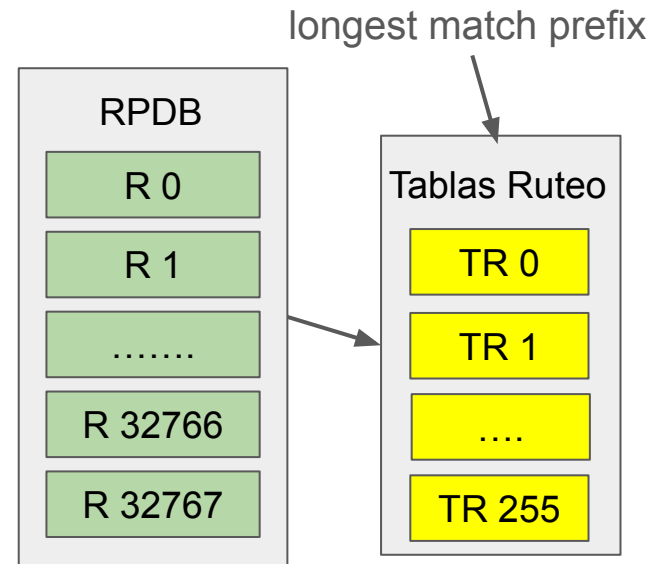 longest match prefix
RPDB
R 0
R 1
…….
R 32766
R 32767
Tablas Ruteo
TR 0
TR 1
….
TR 255